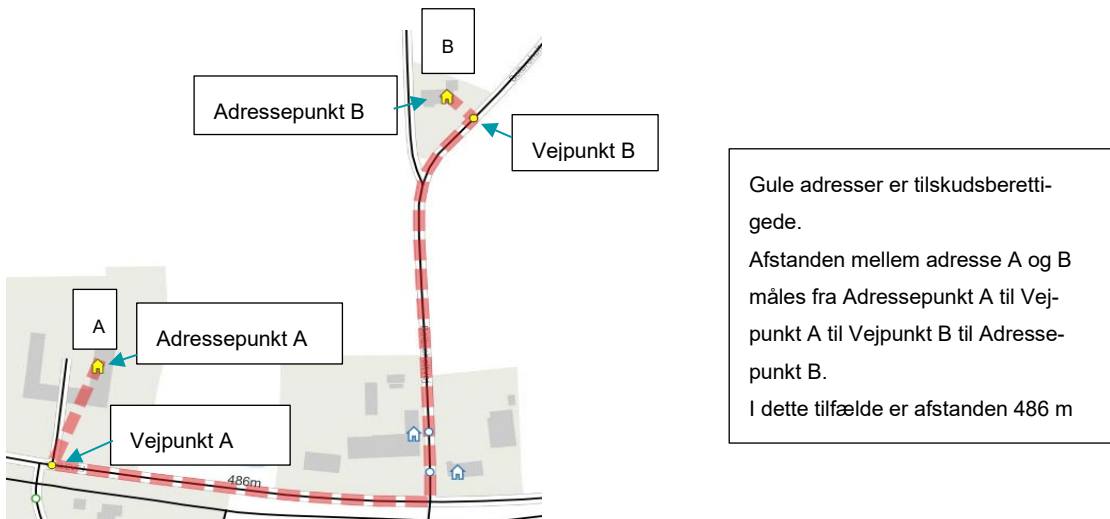 B
Adressepunkt B
Vejpunkt B
A
Adressepunkt A
Vejpunkt A
486m
Gule adresser er tilskudsberetti-
gede.
Afstanden mellem adresse A og B
måles fra Adressepunkt A til Vej-
punkt A til Vejpunkt B til Adresse-
punkt B.
I dette tilfælde er afstanden 486 m